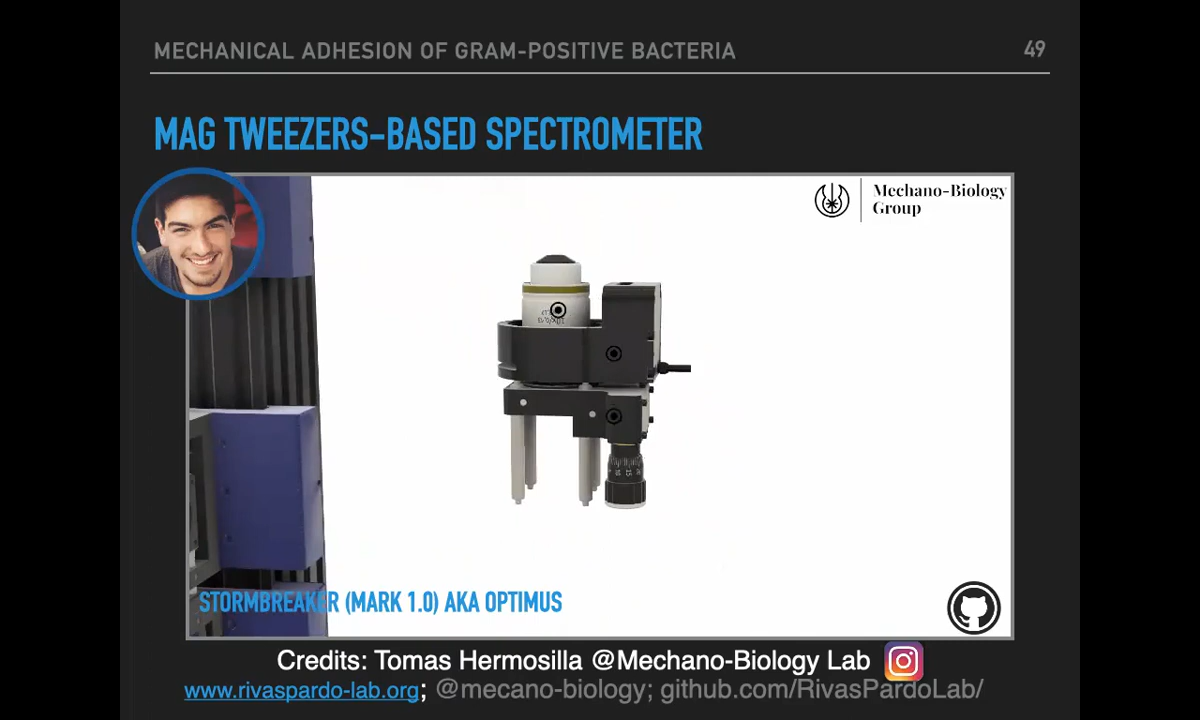 MECHANICAL ADHESION OF GRAM-POSITIVE BACTERIA
49
MAG TWEEZERS-BASED SPECTROMETER
Mechano-Biology
Group
STORMBREAKER (MARK 1.0) AKA OPTIMUS
Credits: Tomas Hermosilla @Mechano-Biology Lab
www.rivaspardo-lab.org; @mecano-biology; github.com/RivasPardoLab/